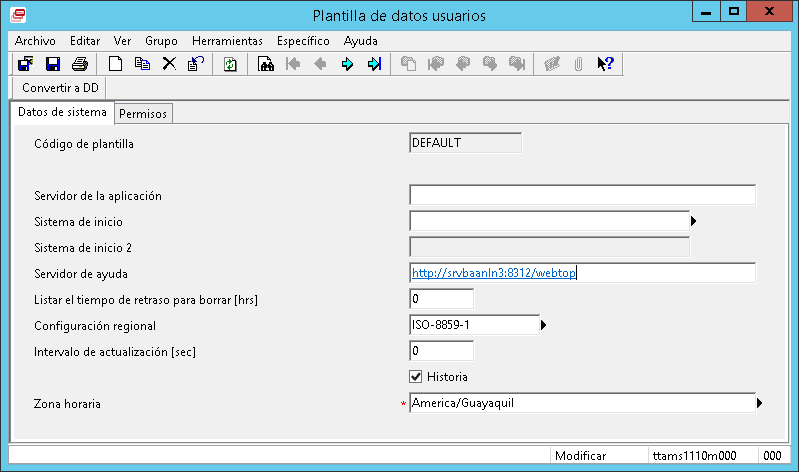 Plantilla de datos usuarios
Archivo Editar Ver Grupo Herramientas Específico Ayuda
Convertir a DD
Datos de sistema Permisos
Código de plantilla DEFAULT
Servidor de la aplicación
Sistema de inicio
Sistema de inicio 2
Servidor de ayuda http://srvbaanln3:8312/webtop
Listar el tiempo de retraso para borrar [hrs] 0
Configuración regional ISO-8859-1
Intervalo de actualización [sec] 0
Historia
Zona horaria * America/Guayaquil
Modificar ttams1110m000 000